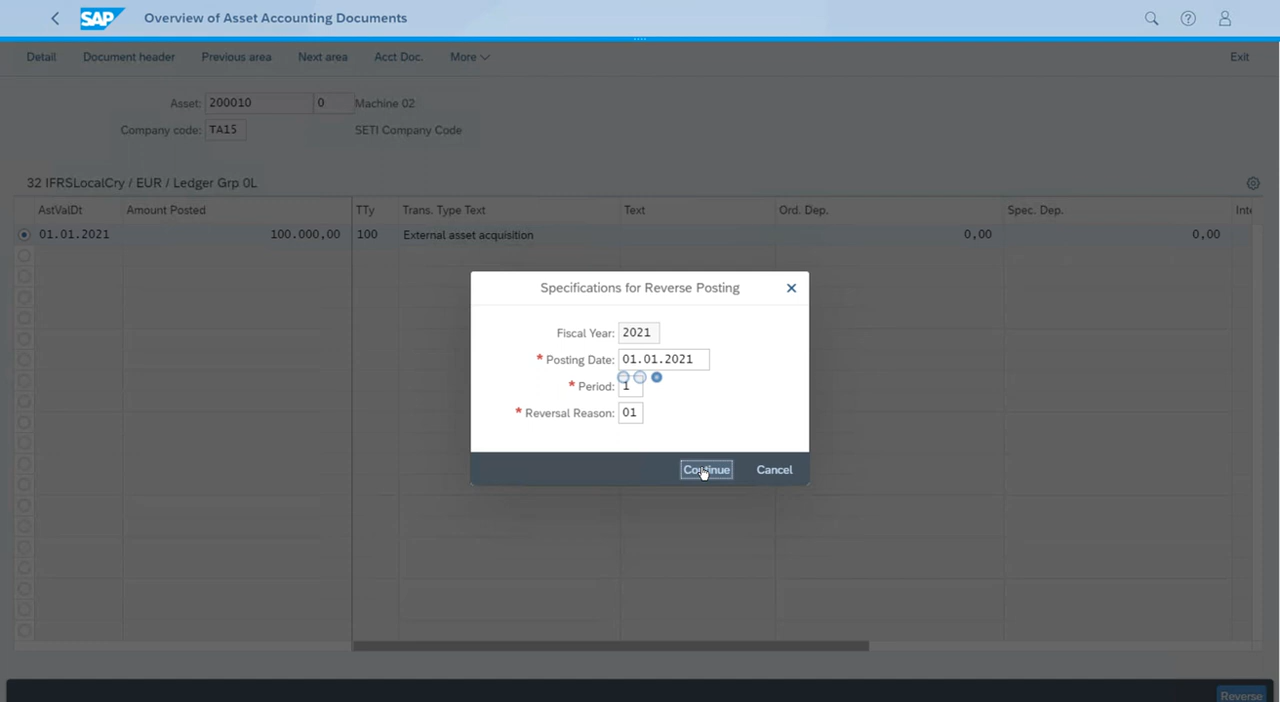 SAP Overview of Asset Accounting Documents
Detail Document header Previous area Next area Acct Doc. More Exit
Asset: 200010 0 Machine 02
Company code: TA15 SETI Company Code
32 IFRSLocalCry / EUR / Ledger Grp 0L
AstValDt Amount Posted TTy Trans. Type Text Text Ord. Dep. Spec. Dep.
01.01.2021 100.000,00 100 External asset acquisition 0,00 0,00
Specifications for Reverse Posting
Fiscal Year: 2021
* Posting Date: 01.01.2021
* Period: 1
* Reversal Reason: 01
Continue Cancel
Reverse